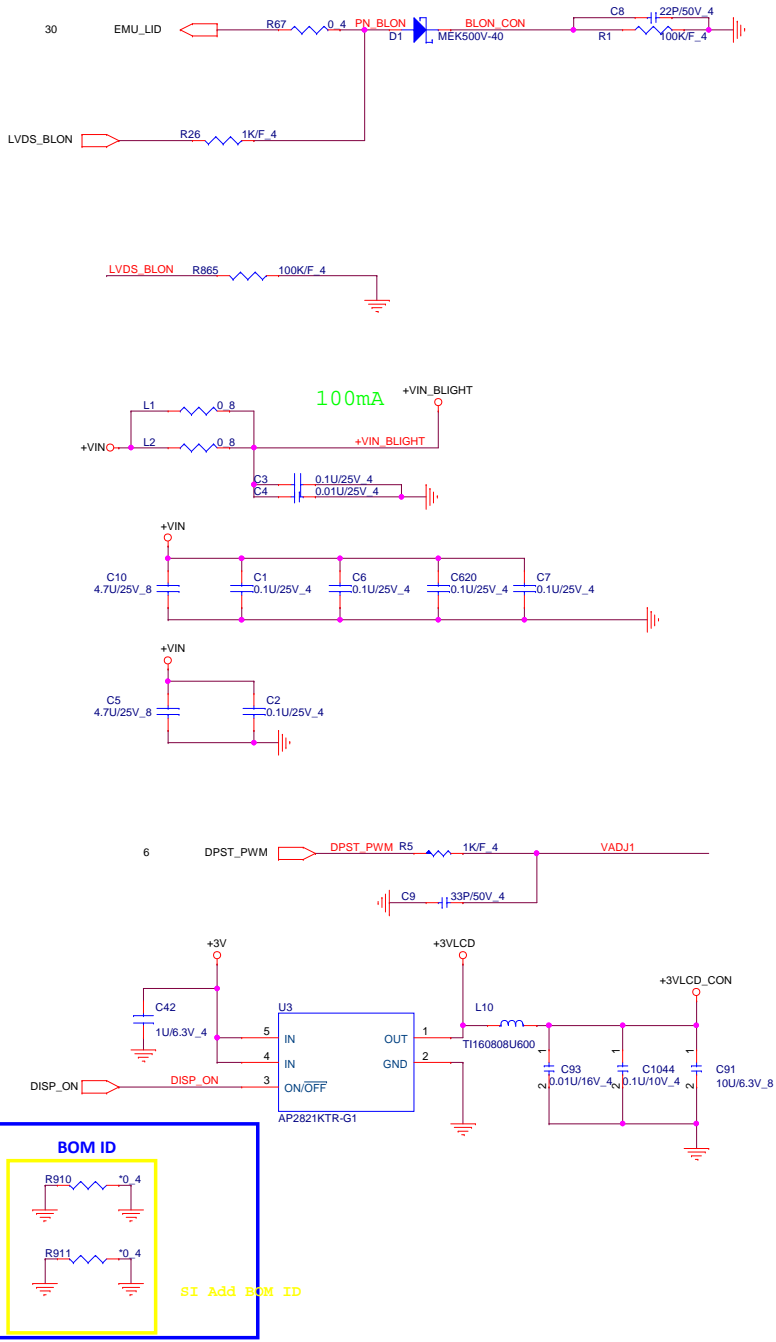 C8 22P/50V_4
30 EMU_LID R67 0_4 PN_BLON BLON_CON
D1 MEK500V-40 R1 100K/F_4
LVDS_BLON R26 1K/F_4
LVDS_BLON R865 100K/F_4
100mA +VIN_BLIGHT
L1 0_8
+VIN L2 0_8 +VIN_BLIGHT
C3 0.1U/25V_4
C4 0.01U/25V_4
+VIN
C10 C1 C6 C620 C7
4.7U/25V_8 0.1U/25V_4 0.1U/25V_4 0.1U/25V_4 0.1U/25V_4
+VIN
C5 C2
4.7U/25V_8 0.1U/25V_4
6 DPST_PWM DPST_PWM R5 1K/F_4 VADJ1
C9 33P/50V_4
+3V +3VLCD
+3VLCD_CON
C42 U3 L10
1U/6.3V_4 5 IN OUT 1 TI160808U600
4 IN GND 2
1 1 1
C93 C1044 C91
0.01U/16V_4 0.1U/10V_4 10U/6.3V_8
2 2 2
DISP_ON DISP_ON 3 ON/OFF
AP2821KTR-G1
BOM ID
R910 *0_4
R911 *0_4
SI Add BOM ID